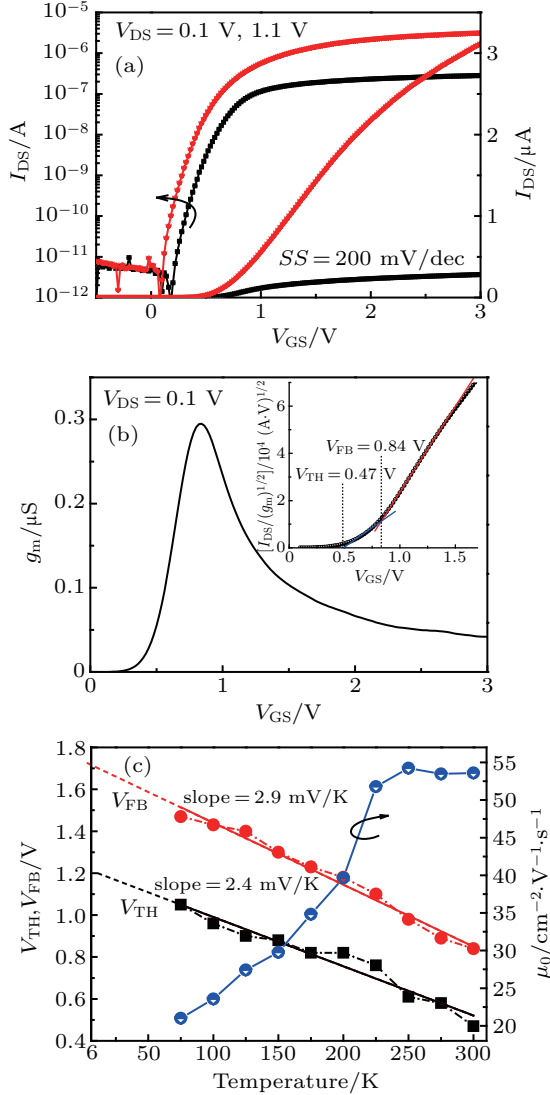 V_DS = 0.1 V, 1.1 V
(a)
SS = 200 mV/dec
10^−5
10^−6
10^−7
10^−8
10^−9
10^−10
10^−11
10^−12
I_DS/A
3
2
1
0
I_DS/μA
0 1 2 3
V_GS/V
V_DS = 0.1 V
(b)
0.3
0.2
0.1
0
g_m/μS
0 1 2 3
V_GS/V
[I_DS/(g_m)^1/2]/10^4 (A·V)^1/2
6
4
2
0
V_FB = 0.84 V
V_TH = 0.47 V
0 0.5 1.0 1.5
V_GS/V
(c)
V_FB
slope = 2.9 mV/K
slope = 2.4 mV/K
V_TH
1.8
1.6
1.4
1.2
1.0
0.8
0.6
0.4
V_TH, V_FB/V
55
50
45
40
35
30
25
20
μ_0/cm^−2·V^−1·s^−1
6 50 100 150 200 250 300
Temperature/K